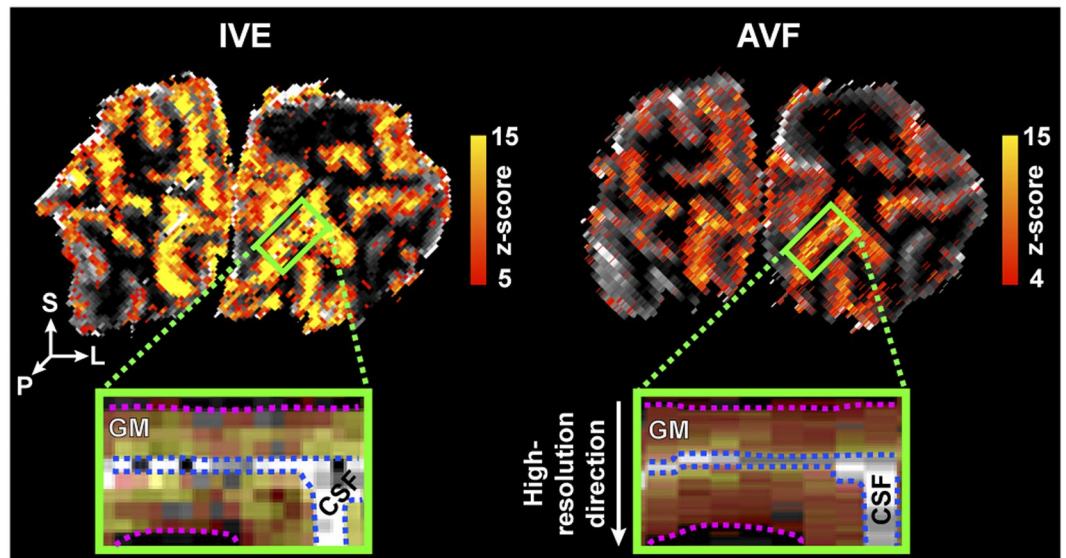 IVE
AVF
15
z-score
5
15
z-score
4
S
L
P
GM
CSF
High-
resolution
direction
GM
CSF